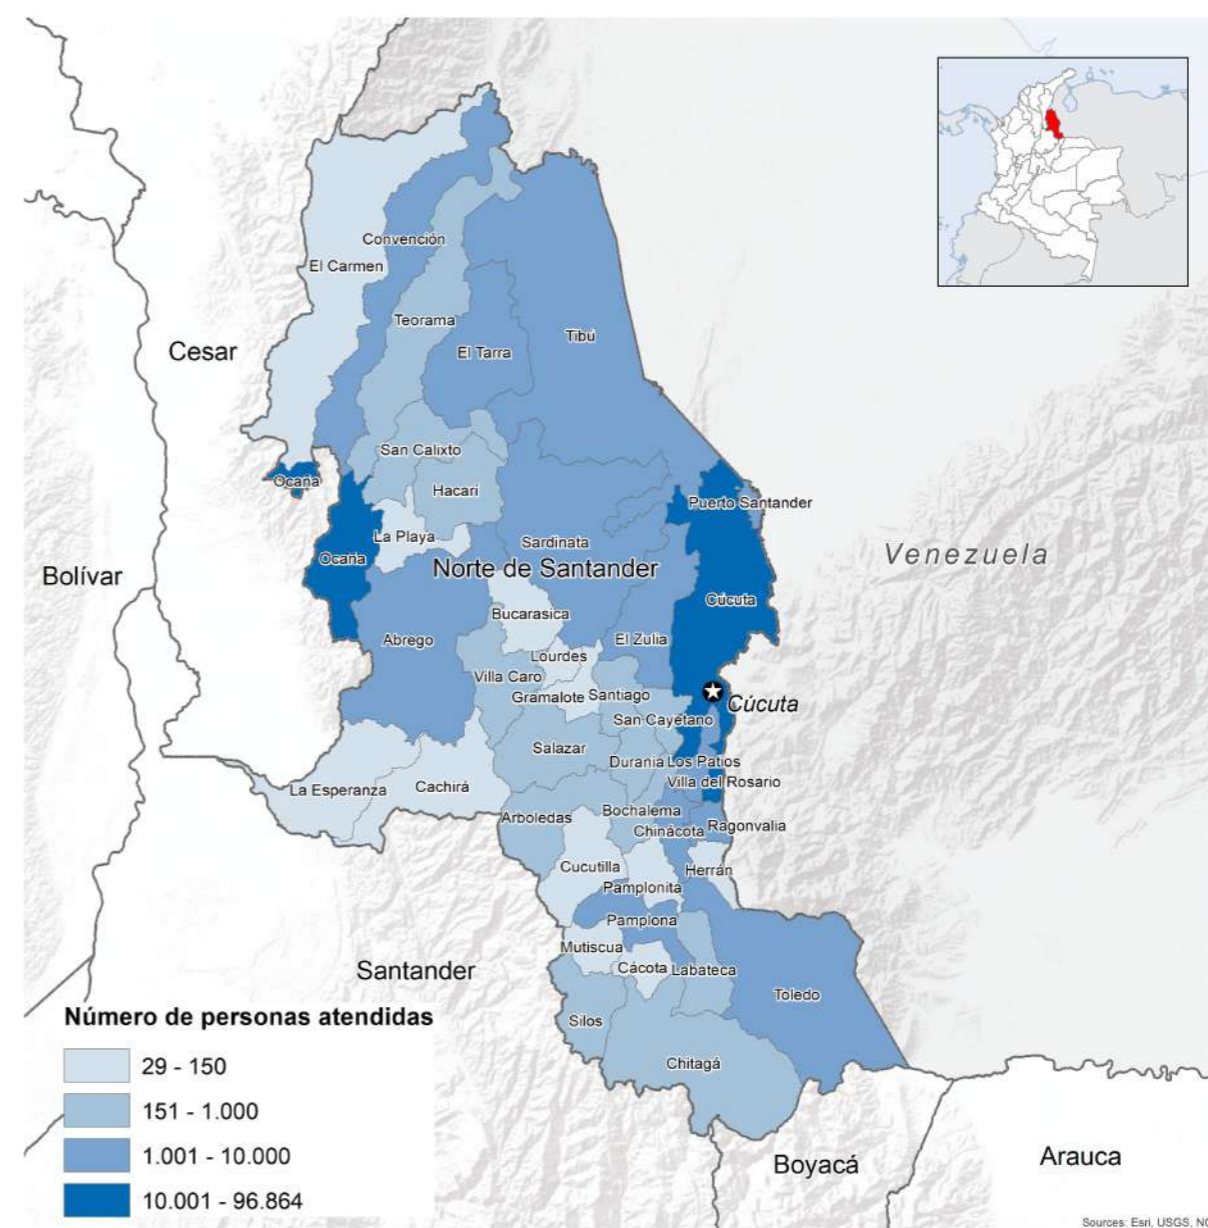 Convención
El Carmen
Teorama
Tibú
Cesar
El Tarra
San Calixto
Ocaña
Hacari
Puerto Santander
La Playa
Sardinata
Venezuela
Ocaña
Norte de Santander
Bolívar
Cúcuta
Bucarasica
Abrego
El Zulia
Lourdes
Villa Caro
Gramalote
Santiago
Cúcuta
San Cayetano
Salazar
Durania
Los Patios
Villa del Rosario
La Esperanza
Cachirá
Arboledas
Bochalema
Chinácota
Ragonvalia
Cucutilla
Herrán
Pamplonita
Pamplona
Mutiscua
Cácota
Labateca
Santander
Toledo
Silos
Chitagá
Número de personas atendidas
29 - 150
151 - 1.000
1.001 - 10.000
10.001 - 96.864
Boyacá
Arauca
Sources: Esri, USGS,